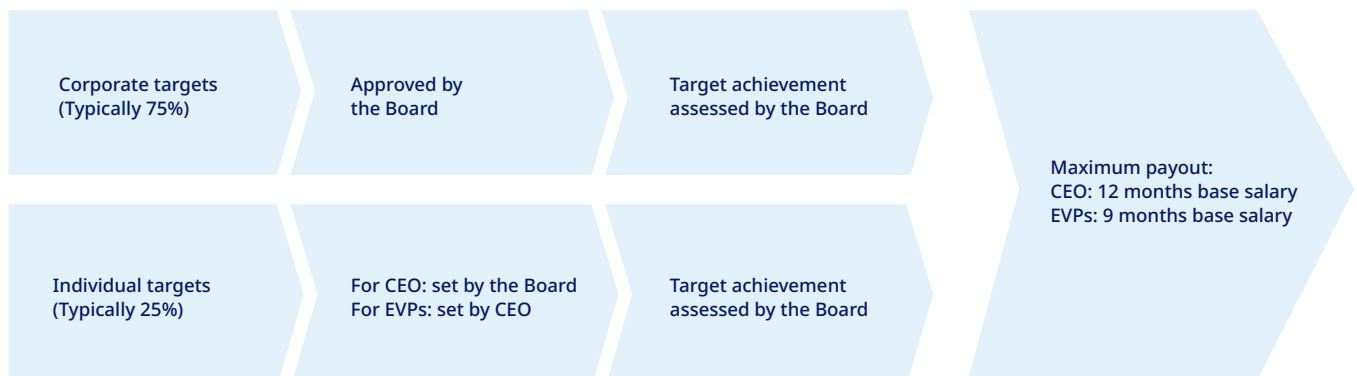 Corporate targets
(Typically 75%)
Approved by
the Board
Target achievement
assessed by the Board
Individual targets
(Typically 25%)
For CEO: set by the Board
For EVPs: set by CEO
Target achievement
assessed by the Board
Maximum payout:
CEO: 12 months base salary
EVPs: 9 months base salary